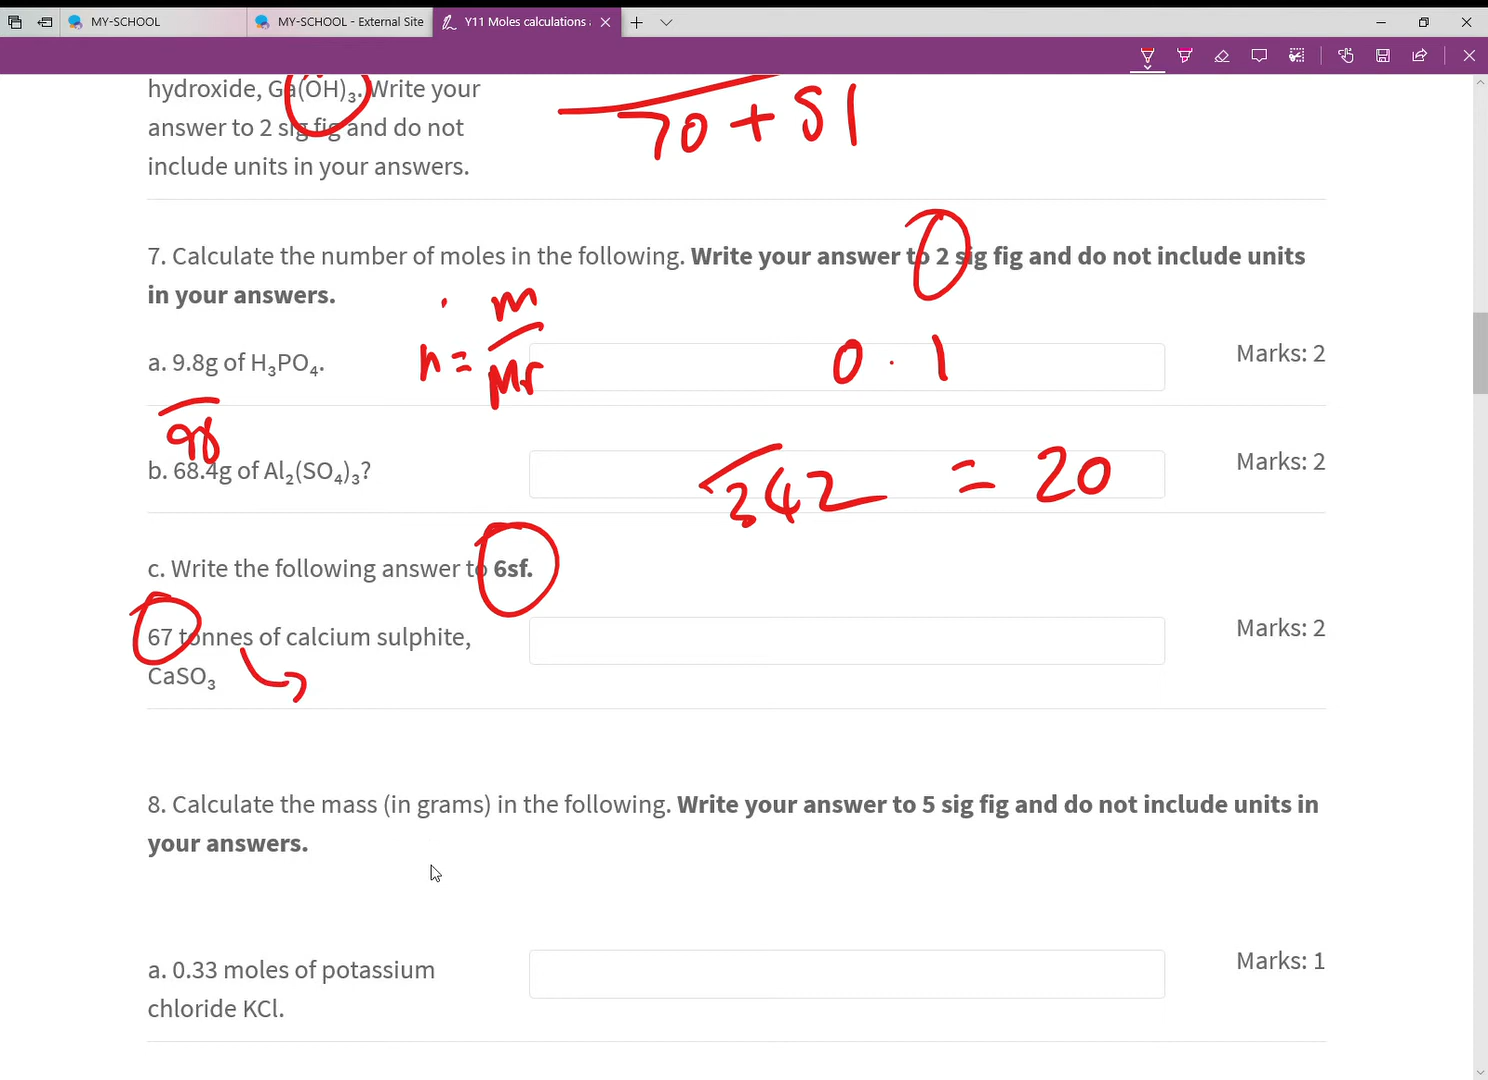 MY-SCHOOL
MY-SCHOOL - External Site
Y11 Moles calculations a
hydroxide, Ga(OH)₃. Write your
answer to 2 sig fig and do not
include units in your answers.
70 + 51
7. Calculate the number of moles in the following. Write your answer to 2 sig fig and do not include units
in your answers.
n = m/Mr
a. 9.8g of H₃PO₄.
0.1
Marks: 2
98
b. 68.4g of Al₂(SO₄)₃?
342 = 20
Marks: 2
c. Write the following answer to 6sf.
67 tonnes of calcium sulphite,
CaSO₃
Marks: 2
8. Calculate the mass (in grams) in the following. Write your answer to 5 sig fig and do not include units in
your answers.
a. 0.33 moles of potassium
chloride KCl.
Marks: 1